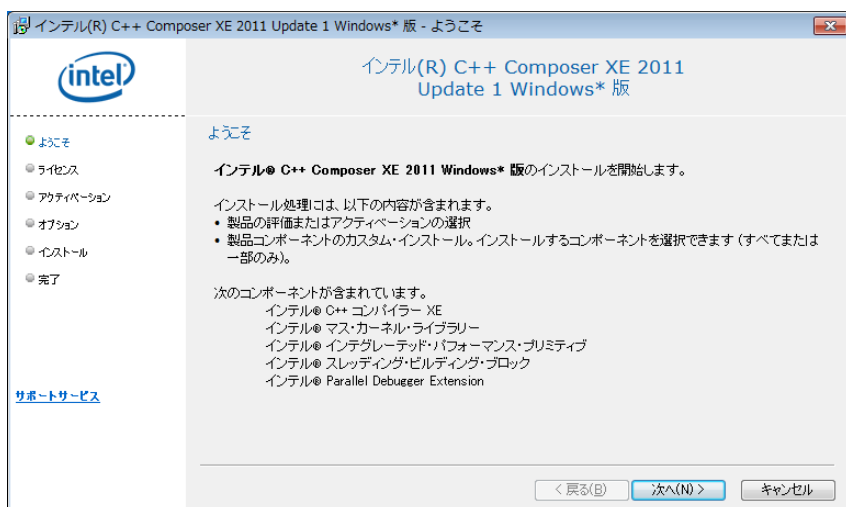 インテル(R) C++ Composer XE 2011 Update 1 Windows* 版 - ようこそ
intel
インテル(R) C++ Composer XE 2011
Update 1 Windows* 版
ようこそ
ライセンス
アクティベーション
オプション
インストール
完了
サポートサービス
ようこそ
インテル® C++ Composer XE 2011 Windows* 版のインストールを開始します。
インストール処理には、以下の内容が含まれます。
• 製品の評価またはアクティベーションの選択
• 製品コンポーネントのカスタム・インストール。インストールするコンポーネントを選択できます (すべてまたは
一部のみ)。
次のコンポーネントが含まれています。
インテル® C++ コンパイラー XE
インテル® マス・カーネル・ライブラリー
インテル® インテグレーテッド・パフォーマンス・プリミティブ
インテル® スレッディング・ビルディング・ブロック
インテル® Parallel Debugger Extension
< 戻る(B)
次へ(N) >
キャンセル